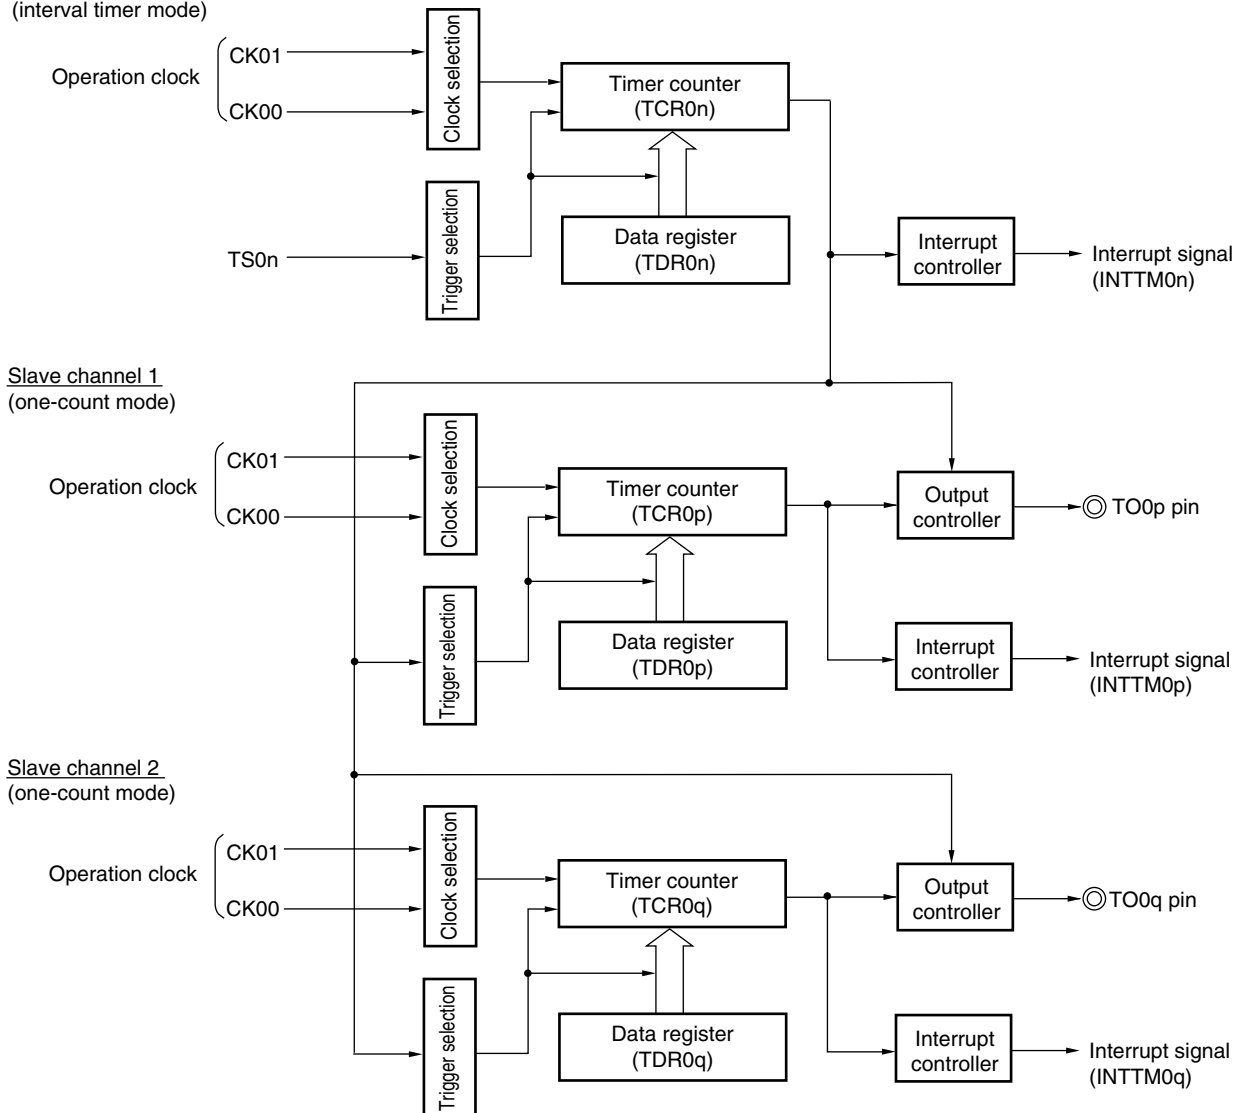 (interval timer mode)
Operation clock
CK01
CK00
Clock selection
Timer counter
(TCR0n)
TS0n
Trigger selection
Data register
(TDR0n)
Interrupt
controller
Interrupt signal
(INTTM0n)
Slave channel 1
(one-count mode)
Operation clock
CK01
CK00
Clock selection
Timer counter
(TCR0p)
Output
controller
TO0p pin
Trigger selection
Data register
(TDR0p)
Interrupt
controller
Interrupt signal
(INTTM0p)
Slave channel 2
(one-count mode)
Operation clock
CK01
CK00
Clock selection
Timer counter
(TCR0q)
Output
controller
TO0q pin
Trigger selection
Data register
(TDR0q)
Interrupt
controller
Interrupt signal
(INTTM0q)